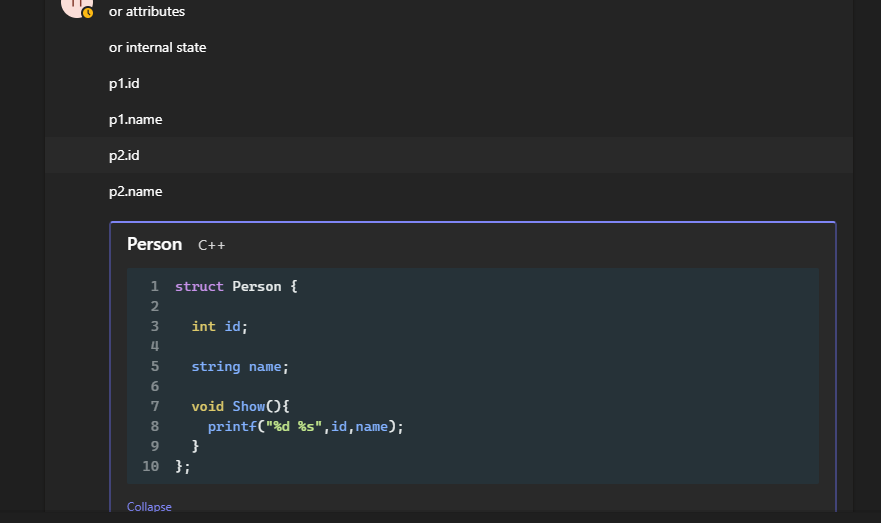 or attributes
or internal state
p1.id
p1.name
p2.id
p2.name
Person C++
1 struct Person {
2
3 int id;
4
5 string name;
6
7 void Show(){
8 printf("%d %s",id,name);
9 }
10 };
Collapse